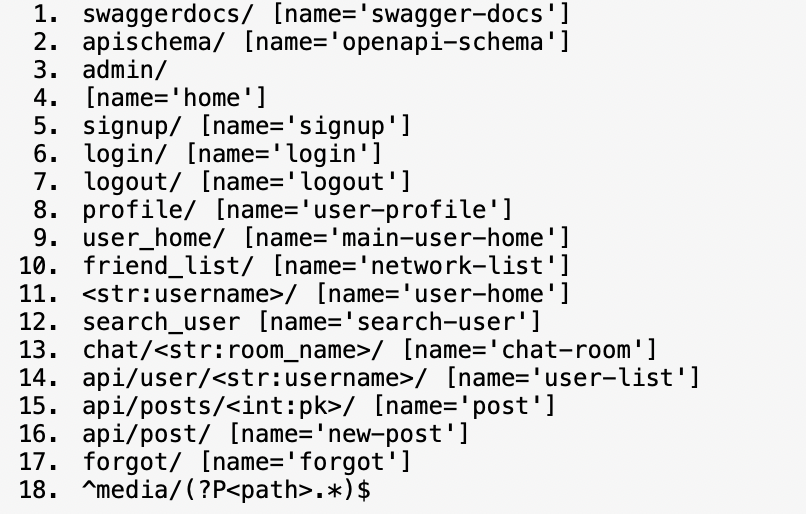 1. swaggerdocs/ [name='swagger-docs']
2. apischema/ [name='openapi-schema']
3. admin/
4. [name='home']
5. signup/ [name='signup']
6. login/ [name='login']
7. logout/ [name='logout']
8. profile/ [name='user-profile']
9. user_home/ [name='main-user-home']
10. friend_list/ [name='network-list']
11. <str:username>/ [name='user-home']
12. search_user [name='search-user']
13. chat/<str:room_name>/ [name='chat-room']
14. api/user/<str:username>/ [name='user-list']
15. api/posts/<int:pk>/ [name='post']
16. api/post/ [name='new-post']
17. forgot/ [name='forgot']
18. ^media/(?P<path>.*)$